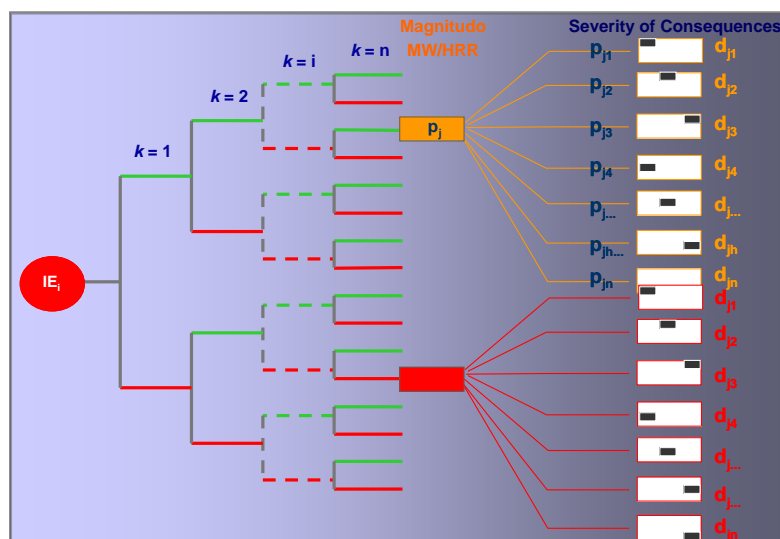 Magnitudo
MW/HRR
Severity of Consequences
k = 1
k = 2
k = i
k = n
IEi
pj
pj1
dj1
pj2
dj2
pj3
dj3
pj4
dj4
pj...
dj...
pjh...
djh
pjn
djn
dj1
dj2
dj3
dj4
dj...
dj...
djn